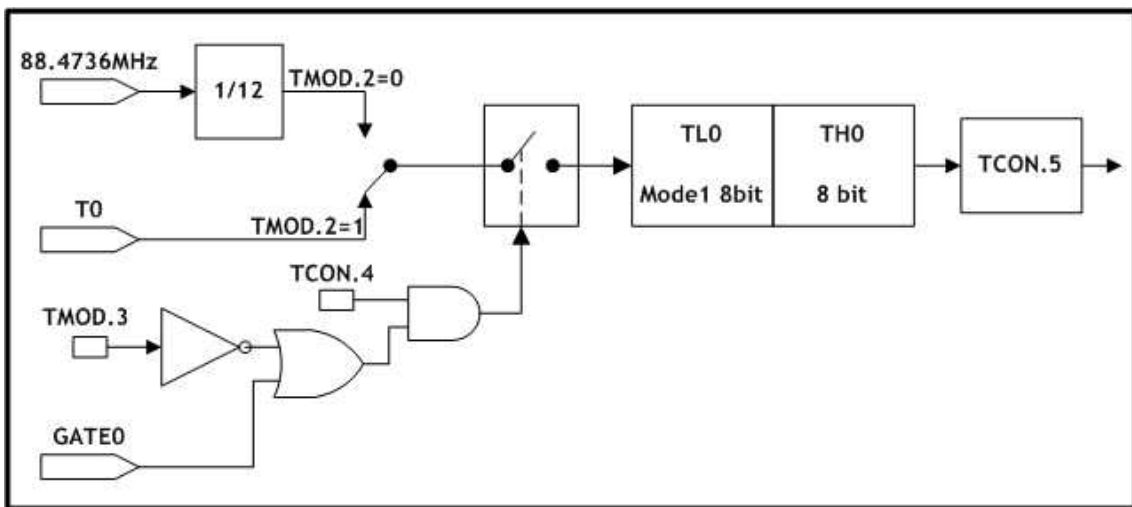 88.4736MHz
1/12
TMOD.2=0
TL0
TH0
Mode1 8bit
8 bit
TCON.5
T0
TMOD.2=1
TCON.4
TMOD.3
GATE0